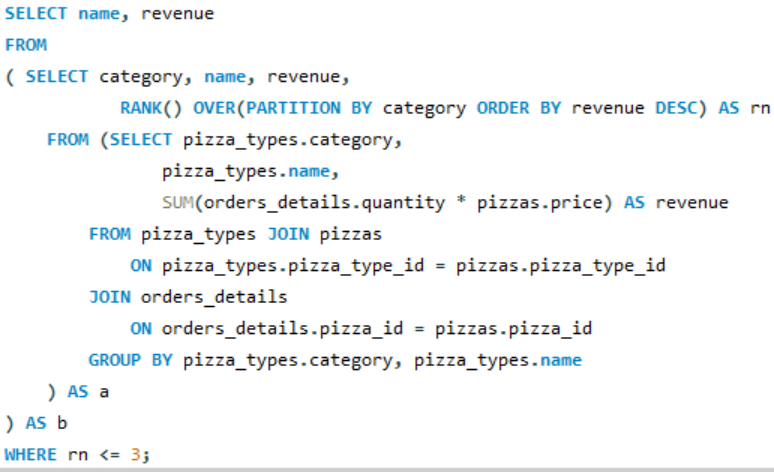 SELECT name, revenue
FROM
( SELECT category, name, revenue,
RANK() OVER(PARTITION BY category AS ORDER BY revenue DESC) AS rn
FROM (SELECT pizza_types.category,
pizza_types.name,
SUM(orders_details.quantity * pizzas.price) AS revenue
FROM pizza_types JOIN pizzas
ON pizza_types.pizza_type_id = pizzas.pizza_type_id
JOIN orders_details
ON orders_details.pizza_id = pizzas.pizza_id
GROUP BY pizza_types.category, pizza_types.name
) AS a
) AS b
WHERE rn <= 3;